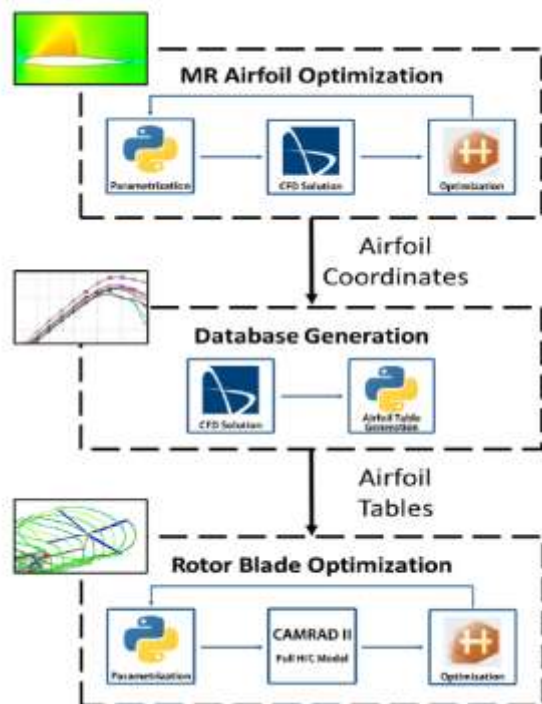 MR Airfoil Optimization
Parametrization
CFD Solution
Optimization
Airfoil
Coordinates
Database Generation
CFD Solution
Airfoil Table
Generation
Airfoil
Tables
Rotor Blade Optimization
Parametrization
CAMRAD II
Full H/C Model
Optimization